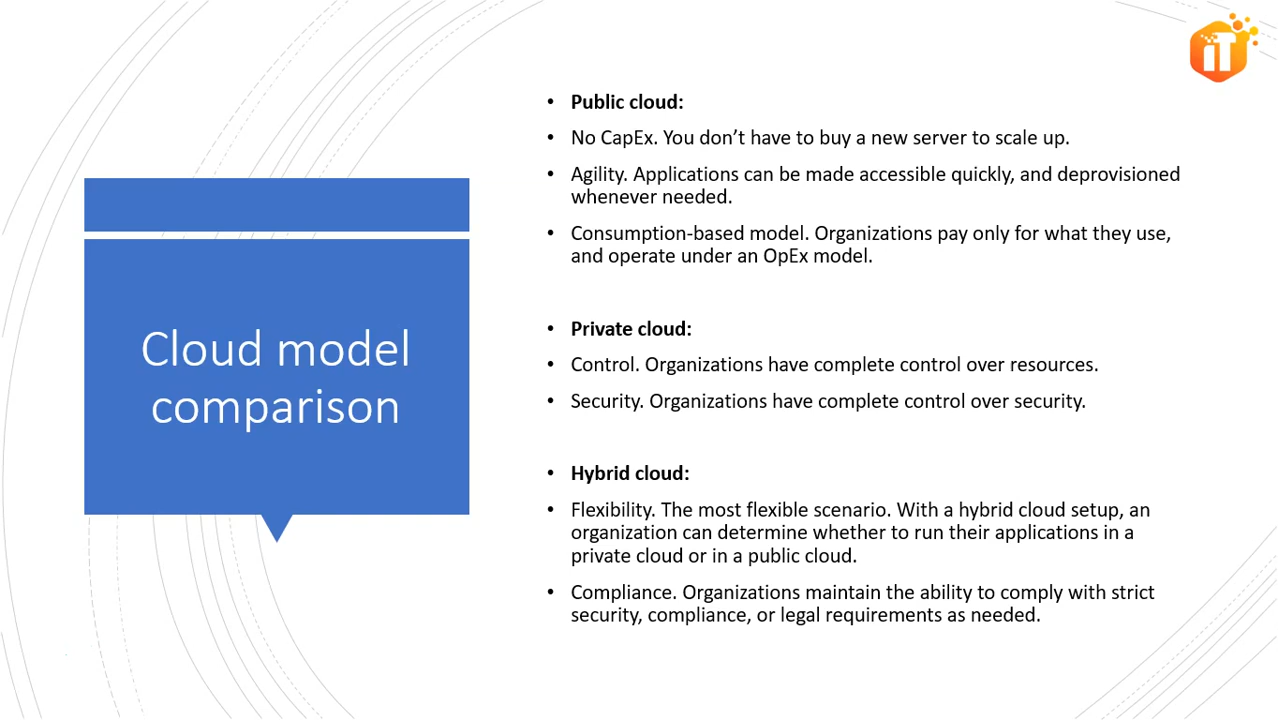 iT
• Public cloud:
• No CapEx. You don’t have to buy a new server to scale up.
• Agility. Applications can be made accessible quickly, and deprovisioned
whenever needed.
• Consumption-based model. Organizations pay only for what they use,
and operate under an OpEx model.
Cloud model
comparison
• Private cloud:
• Control. Organizations have complete control over resources.
• Security. Organizations have complete control over security.
• Hybrid cloud:
• Flexibility. The most flexible scenario. With a hybrid cloud setup, an
organization can determine whether to run their applications in a
private cloud or in a public cloud.
• Compliance. Organizations maintain the ability to comply with strict
security, compliance, or legal requirements as needed.